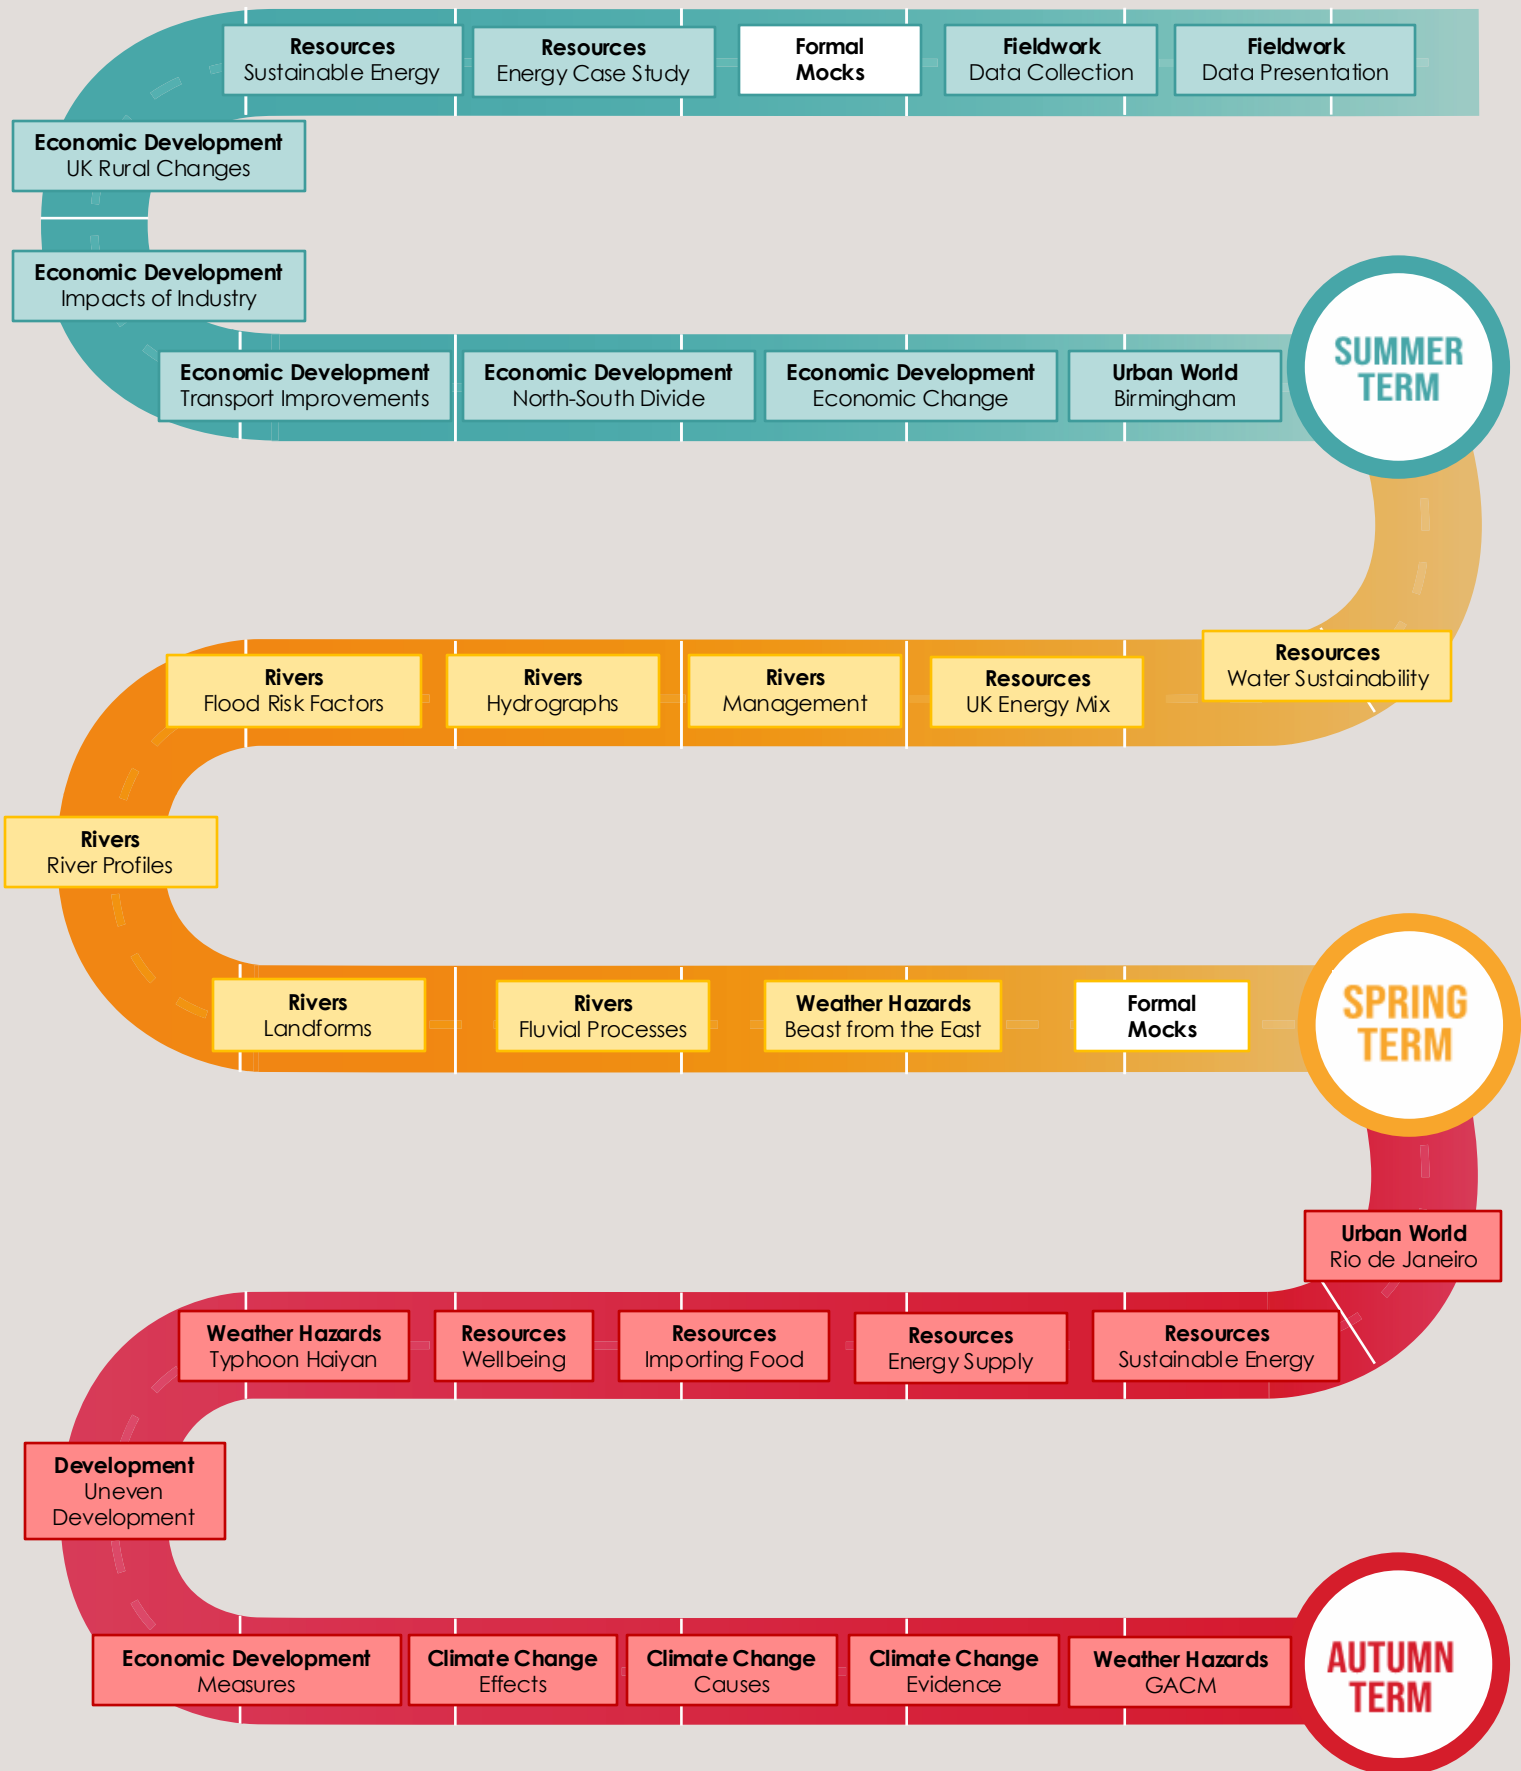 Resources
Sustainable Energy
Resources
Energy Case Study
Formal
Mocks
Fieldwork
Data Collection
Fieldwork
Data Presentation
Economic Development
UK Rural Changes
Economic Development
Impacts of Industry
Economic Development
Transport Improvements
Economic Development
North-South Divide
Economic Development
Economic Change
Urban World
Birmingham
SUMMER
TERM
Rivers
Flood Risk Factors
Rivers
Hydrographs
Rivers
Management
Resources
UK Energy Mix
Resources
Water Sustainability
Rivers
River Profiles
Rivers
Landforms
Rivers
Fluvial Processes
Weather Hazards
Beast from the East
Formal
Mocks
SPRING
TERM
Urban World
Rio de Janeiro
Weather Hazards
Typhoon Haiyan
Resources
Wellbeing
Resources
Importing Food
Resources
Energy Supply
Resources
Sustainable Energy
Development
Uneven
Development
Economic Development
Measures
Climate Change
Effects
Climate Change
Causes
Climate Change
Evidence
Weather Hazards
GACM
AUTUMN
TERM